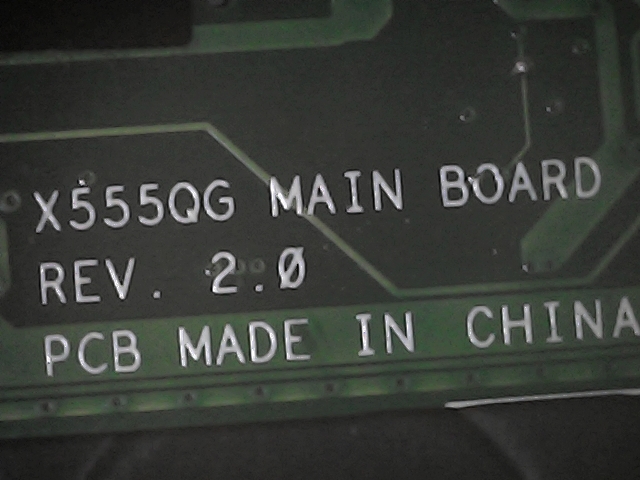 X555QG MAIN BOARD
REV. 2.0
PCB MADE IN CHINA